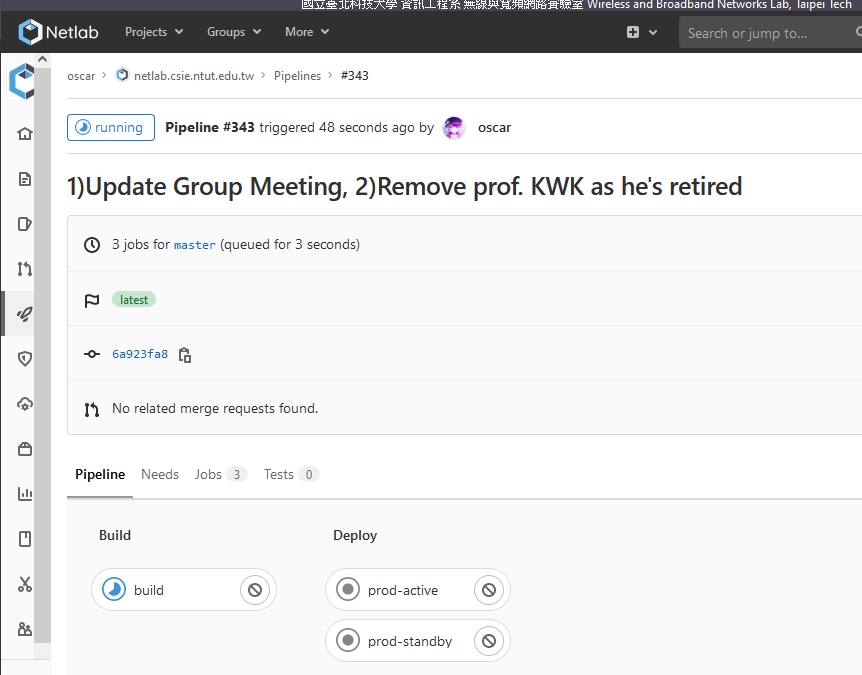 國立臺北科技大學 資訊工程系 無線與寬頻網路實驗室 Wireless and Broadband Networks Lab, Taipei Tech
Netlab Projects Groups More Search or jump to...
oscar > netlab.csie.ntut.edu.tw > Pipelines > #343
running Pipeline #343 triggered 48 seconds ago by oscar
1)Update Group Meeting, 2)Remove prof. KWK as he's retired
3 jobs for master (queued for 3 seconds)
latest
6a923fa8
No related merge requests found.
Pipeline Needs Jobs 3 Tests 0
Build Deploy
build prod-active
prod-standby